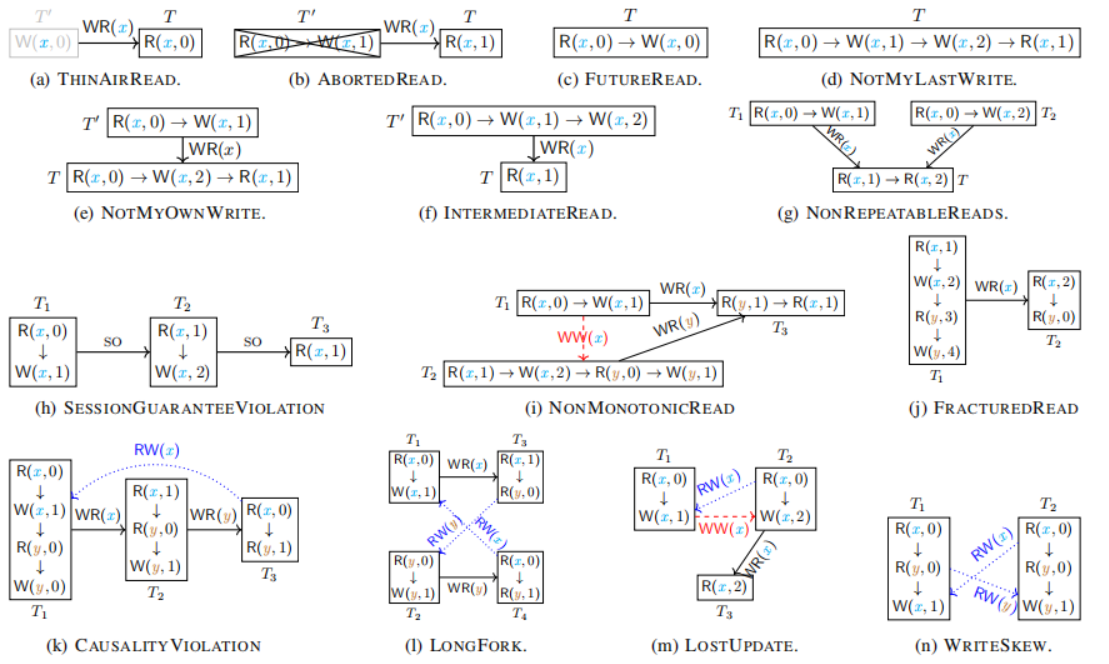 T′ WR(x) T
W(x, 0) R(x, 0)
(a) THINAIRREAD.
T′ WR(x) T
R(x, 0) → W(x, 1) R(x, 1)
(b) ABORTEDREAD.
T
R(x, 0) → W(x, 0)
(c) FUTUREREAD.
T
R(x, 0) → W(x, 1) → W(x, 2) → R(x, 1)
(d) NOTMYLASTWRITE.
T′ R(x, 0) → W(x, 1)
WR(x)
T R(x, 0) → W(x, 2) → R(x, 1)
(e) NOTMYOWNWRITE.
T′ R(x, 0) → W(x, 1) → W(x, 2)
WR(x)
T R(x, 1)
(f) INTERMEDIATEREAD.
T₁ R(x, 0) → W(x, 1) R(x, 0) → W(x, 2) T₂
WR(x) WR(x)
R(x, 1) → R(x, 2) T
(g) NONREPEATABLEREADS.
T₁ T₂
T₃
R(x, 0) R(x, 1)
↓ so ↓ so R(x, 1)
W(x, 1) W(x, 2)
(h) SESSIONGUARANTEEVIOLATION
T₁ R(x, 0) → W(x, 1) WR(x) R(y, 1) → R(x, 1)
T₃
WW(x) WR(y)
T₂ R(x, 1) → W(x, 2) → R(y, 0) → W(y, 1)
(i) NONMONOTONICREAD
R(x, 1)
↓
W(x, 2) WR(x) R(x, 2)
↓ ↓
R(y, 3) R(y, 0)
↓ T₂
W(y, 4)
T₁
(j) FRACTUREDREAD
RW(x)
R(x, 0)
↓ R(x, 1)
W(x, 1) WR(x) ↓ WR(y) R(x, 0)
↓ R(y, 0) ↓
R(y, 0) ↓ R(y, 1)
↓ W(y, 1) T₃
W(y, 0) T₂
T₁
(k) CAUSALITYVIOLATION
T₁ T₃
R(x, 0) WR(x) R(x, 1)
↓ ↓
W(x, 1) R(y, 0)
RW(y) RW(x)
R(y, 0) R(x, 0)
↓ ↓
W(y, 1) WR(y) R(y, 1)
T₂ T₄
(l) LONGFORK.
T₁ T₂
R(x, 0) RW(x) R(x, 0)
↓ ↓
W(x, 1) WW(x) W(x, 2)
WR(x)
R(x, 2)
T₃
(m) LOSTUPDATE.
T₁ T₂
R(x, 0) RW(x) R(x, 0)
↓ ↓
R(y, 0) R(y, 0)
↓ ↓
W(x, 1) RW(y) W(y, 1)
(n) WRITESKEW.